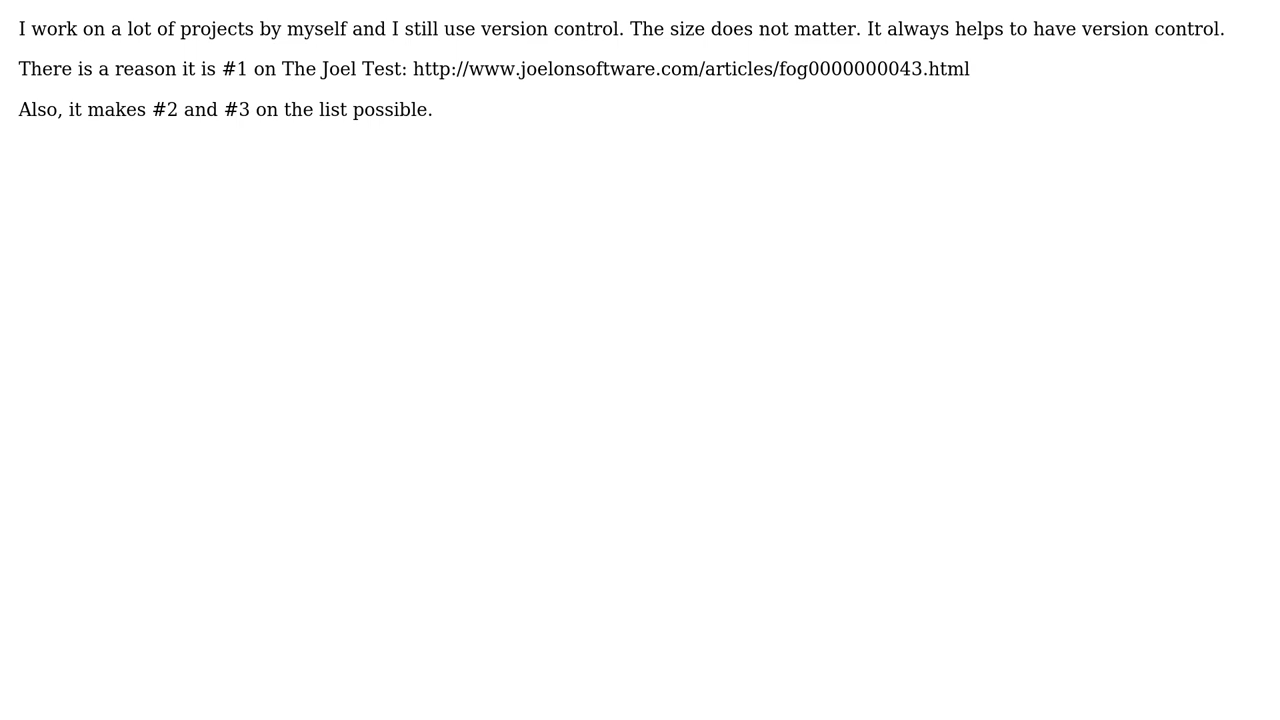 I work on a lot of projects by myself and I still use version control. The size does not matter. It always helps to have version control.
There is a reason it is #1 on The Joel Test: http://www.joelonsoftware.com/articles/fog0000000043.html
Also, it makes #2 and #3 on the list possible.